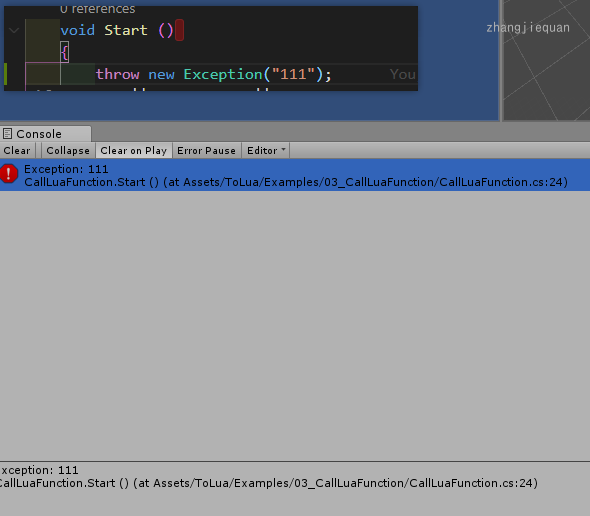 0 references
void Start ()
{
throw new Exception("111");
You
zhangjiequan
Console
Clear
Collapse
Clear on Play
Error Pause
Editor
Exception: 111
CallLuaFunction.Start () (at Assets/ToLua/Examples/03_CallLuaFunction/CallLuaFunction.cs:24)
xception: 111
CallLuaFunction.Start () (at Assets/ToLua/Examples/03_CallLuaFunction/CallLuaFunction.cs:24)